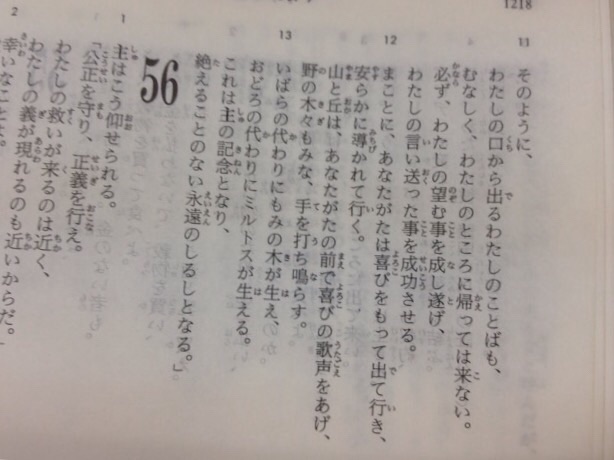 1218
11 そのように、
わたしの口から出るわたしのことばも、
むなしく、わたしのところに帰っては来ない。
必ず、わたしの望む事を成し遂げ、
わたしの言い送った事を成功させる。
12 まことに、あなたがたは喜びをもって出て行き、
安らかに導かれて行く。
山と丘は、あなたがたの前で喜びの歌声をあげ、
野の木々もみな、手を打ち鳴らす。
13 いばらの代わりにもみの木が生え、
おどろの代わりにミルトスが生える。
これは主の記念となり、
絶えることのない永遠のしるしとなる。」
56
1 主はこう仰せられる。
「公正を守り、正義を行え。
わたしの救いが来るのは近く、
わたしの義が現れるのも近いからだ。」
2 幸いなことよ。